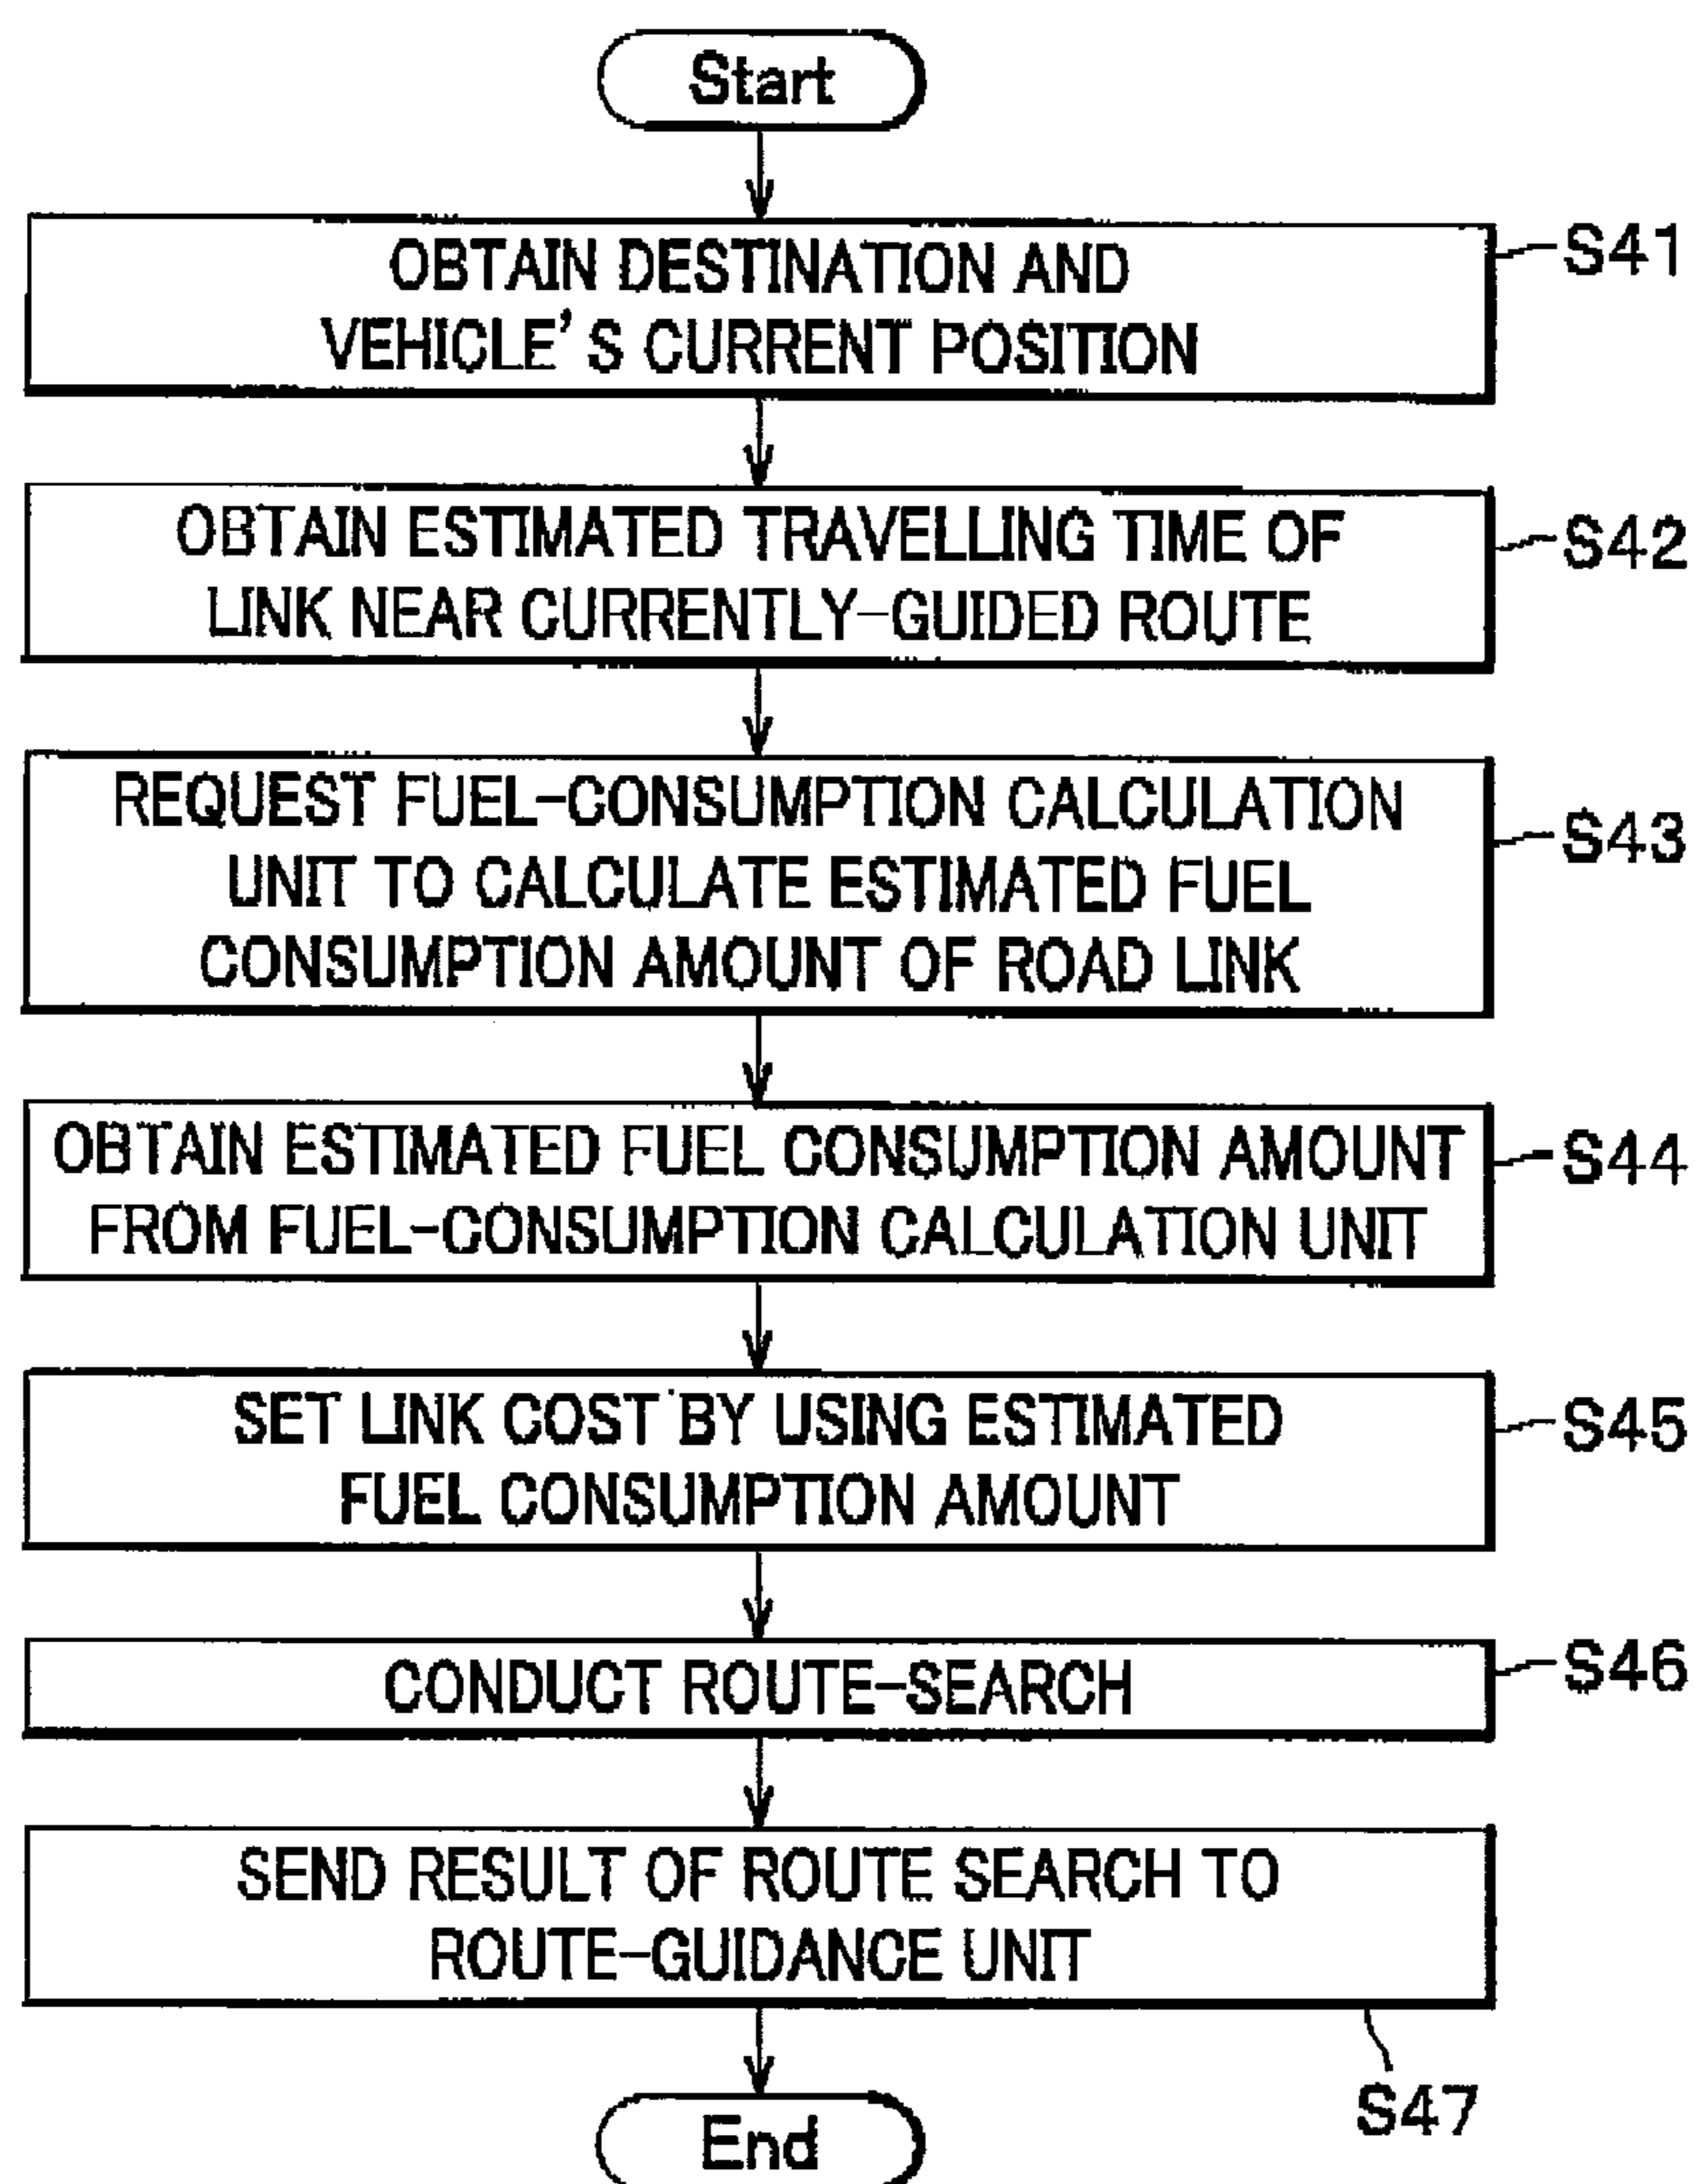 Start
OBTAIN DESTINATION AND
VEHICLE'S CURRENT POSITION
S41
OBTAIN ESTIMATED TRAVELLING TIME OF
LINK NEAR CURRENTLY-GUIDED ROUTE
S42
REQUEST FUEL-CONSUMPTION CALCULATION
UNIT TO CALCULATE ESTIMATED FUEL
CONSUMPTION AMOUNT OF ROAD LINK
S43
OBTAIN ESTIMATED FUEL CONSUMPTION AMOUNT
FROM FUEL-CONSUMPTION CALCULATION UNIT
S44
SET LINK COST BY USING ESTIMATED
FUEL CONSUMPTION AMOUNT
S45
CONDUCT ROUTE-SEARCH
S46
SEND RESULT OF ROUTE SEARCH TO
ROUTE-GUIDANCE UNIT
S47
End